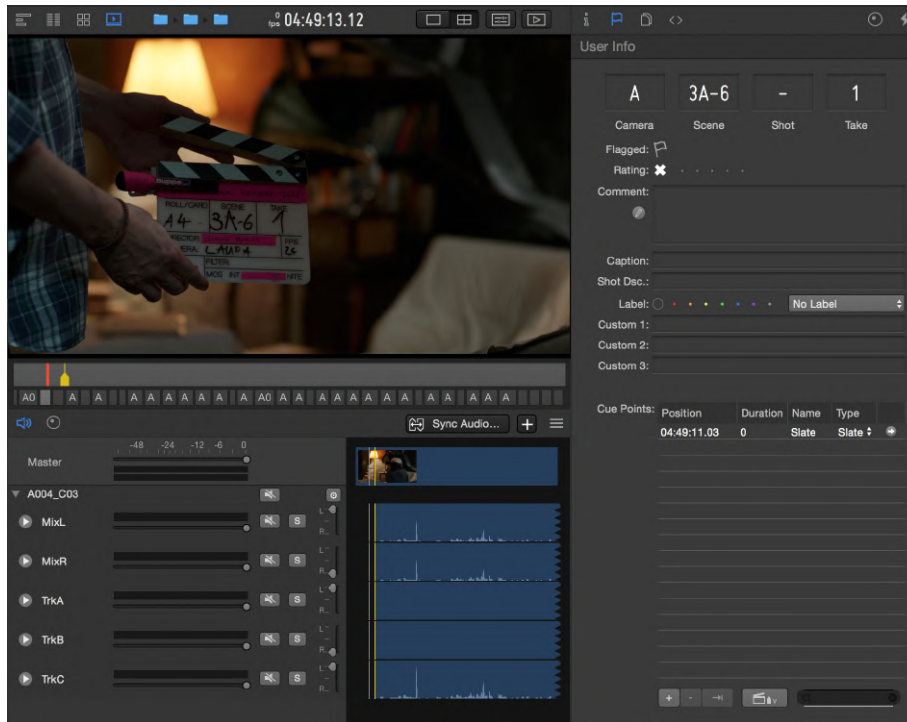 fps 0 04:49:13.12
User Info
A 3A-6 - 1
Camera Scene Shot Take
Flagged:
Rating:
Comment:
Caption:
Shot Dsc.:
Label: No Label
Custom 1:
Custom 2:
Custom 3:
ROLL/CARD SCENE TAKE
A4 3A-6 1
DIRECTOR
FPS
24
FILTER
MOS INT NITE
A0 A A A A A A A A A0 A A A A A A A A A A A A
Sync Audio...
Cue Points: Position Duration Name Type
04:49:11.03 0 Slate Slate
-48 -24 -12 -6 0
Master
A004_C03
MixL S L
R
MixR S L
R
TrkA S L
R
TrkB S L
R
TrkC S L
R